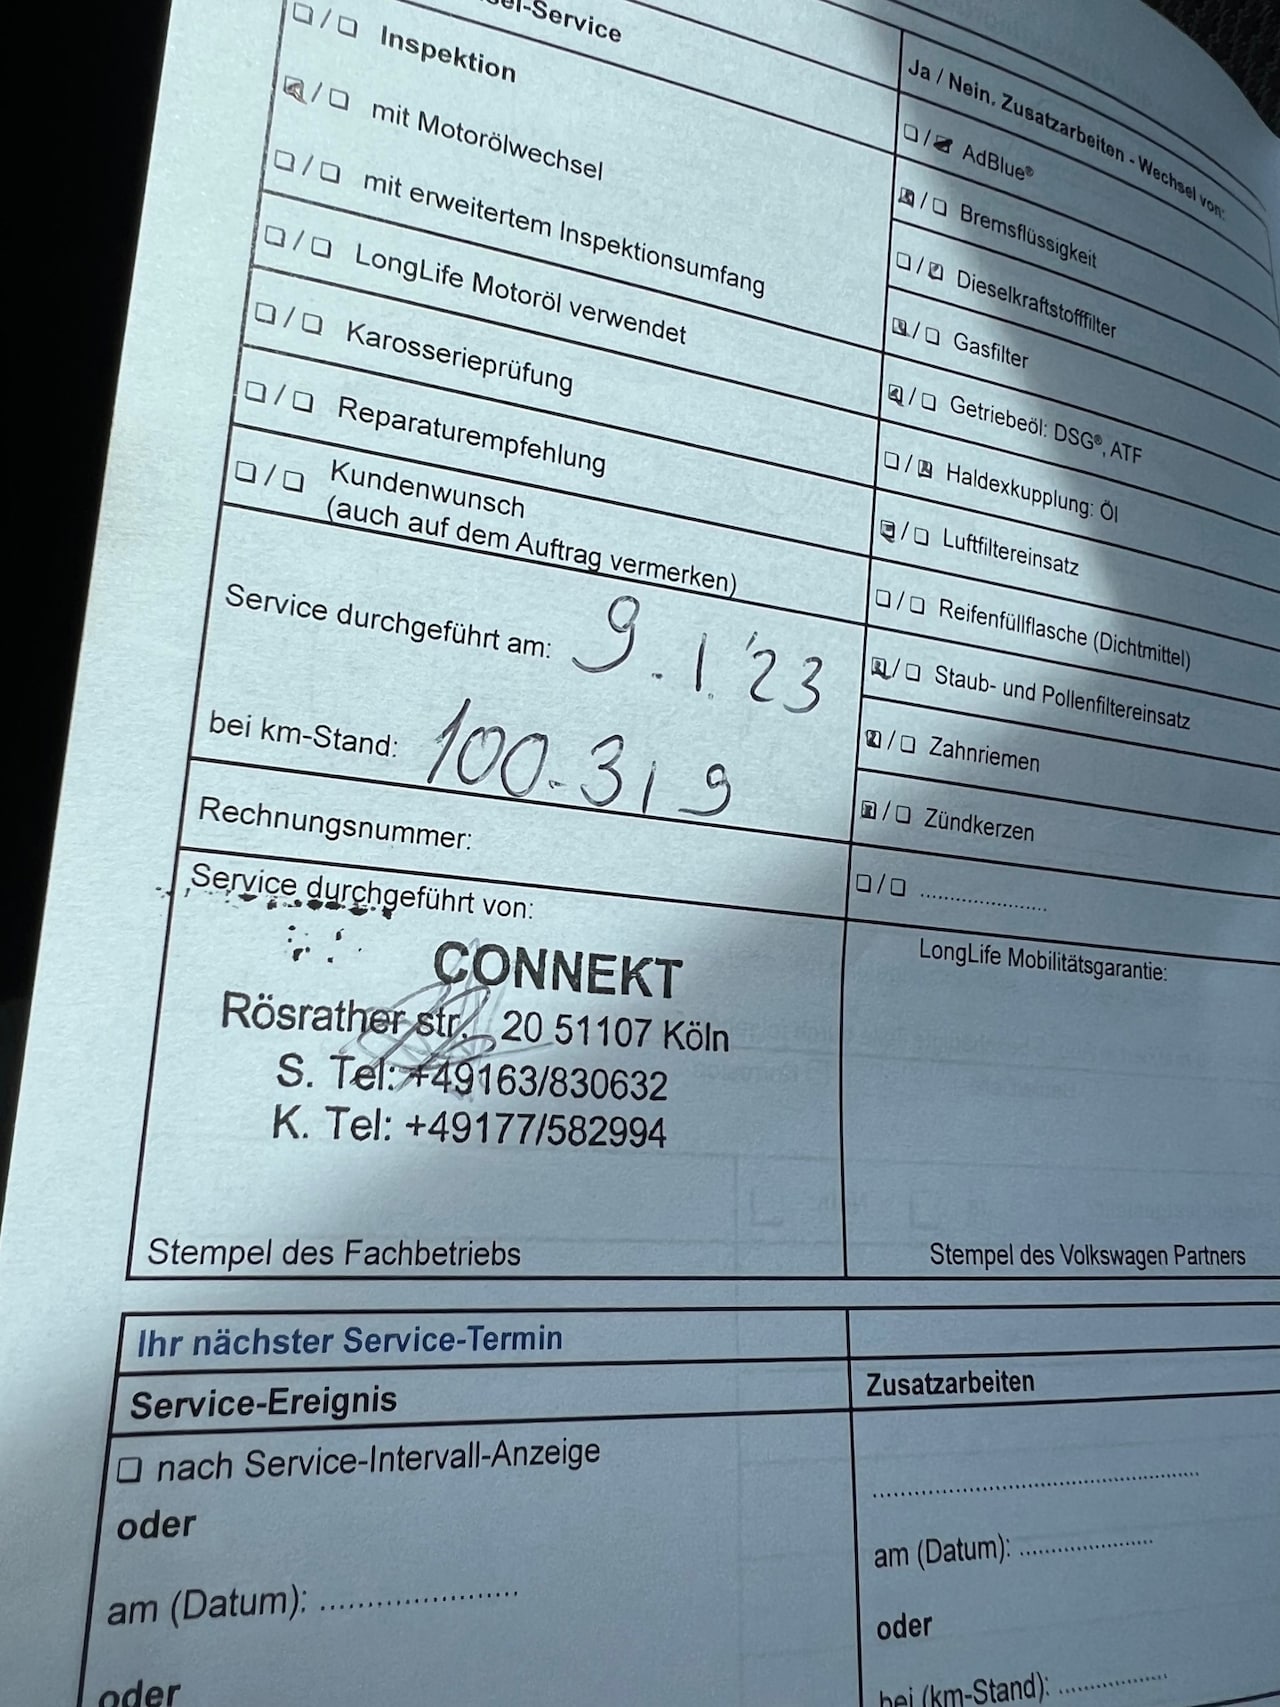 -Service
☐/☐ Inspektion
☒/☐ mit Motorölwechsel
☐/☐ mit erweitertem Inspektionsumfang
☐/☐ LongLife Motoröl verwendet
☐/☐ Karosserieprüfung
☐/☐ Reparaturempfehlung
☐/☐ Kundenwunsch
(auch auf dem Auftrag vermerken)
Service durchgeführt am: 9.1.'23
bei km-Stand: 100.319
Rechnungsnummer:
Service durchgeführt von:
CONNEKT
Rösrather str. 20 51107 Köln
S. Tel: +49163/830632
K. Tel: +49177/582994
Stempel des Fachbetriebs
Ja / Nein, Zusatzarbeiten - Wechsel von:
☐/☒ AdBlue®
☒/☐ Bremsflüssigkeit
☐/☒ Dieselkraftstofffilter
☒/☐ Gasfilter
☒/☐ Getriebeöl: DSG®, ATF
☐/☒ Haldexkupplung: Öl
☒/☐ Luftfiltereinsatz
☐/☐ Reifenfüllflasche (Dichtmittel)
☒/☐ Staub- und Pollenfiltereinsatz
☒/☐ Zahnriemen
☒/☐ Zündkerzen
☐/☐ ......................
LongLife Mobilitätsgarantie:
Stempel des Volkswagen Partners
Ihr nächster Service-Termin
Service-Ereignis
☐ nach Service-Intervall-Anzeige
oder
am (Datum): ......................
oder
Zusatzarbeiten
..........................................
am (Datum): ......................
oder
bei (km-Stand): ..................